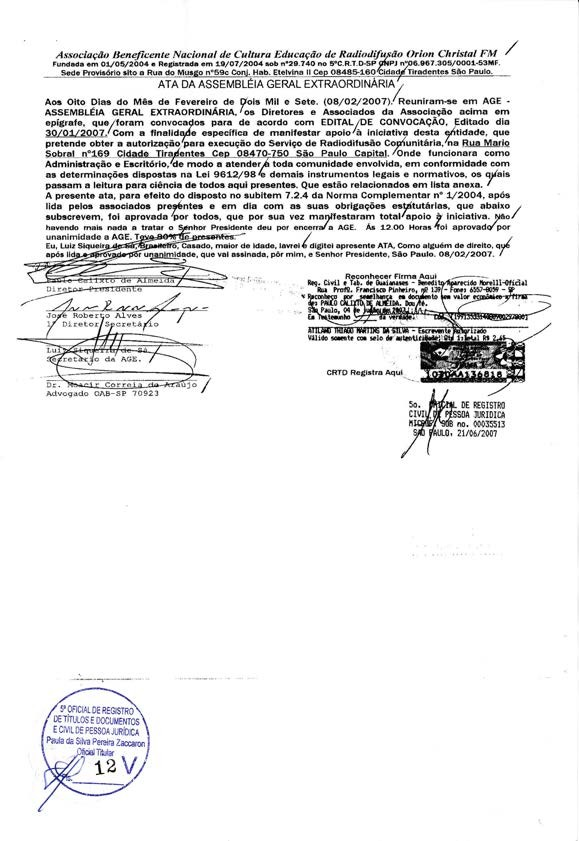 Associação Beneficente Nacional de Cultura Educação de Radiodifusão Orion Christal FM
Fundada em 01/05/2004 e Registrada em 19/07/2004 sob nº29.740 no 5ºC.R.T.D-SP CNPJ nº06.967.305/0001-53MF.
Sede Provisório sito a Rua do Musgo nº59c Conj. Hab. Etelvina II Cep 08485-160 Cidade Tiradentes São Paulo.
ATA DA ASSEMBLÉIA GERAL EXTRAORDINÁRIA
Aos Oito Dias do Mês de Fevereiro de Dois Mil e Sete. (08/02/2007). Reuniram-se em AGE -
ASSEMBLÉIA GERAL EXTRAORDINÁRIA, os Diretores e Associados da Associação acima em
epígrafe, que foram convocados para de acordo com EDITAL DE CONVOCAÇÃO, Editado dia
30/01/2007. Com a finalidade específica de manifestar apoio à iniciativa desta entidade, que
pretende obter a autorização para execução do Serviço de Radiodifusão Comunitária, na Rua Mario
Sobral nº169 Cidade Tiradentes Cep 08470-750 São Paulo Capital. Onde funcionara como
Administração e Escritório, de modo a atender à toda comunidade envolvida, em conformidade com
as determinações dispostas na Lei 9612/98 e demais instrumentos legais e normativos, os quais
passam a leitura para ciência de todos aqui presentes. Que estão relacionados em lista anexa.
A presente ata, para efeito do disposto no subitem 7.2.4 da Norma Complementar nº 1/2004, após
lida pelos associados presentes e em dia com as suas obrigações estatutárias, que abaixo
subscrevem, foi aprovada por todos, que por sua vez manifestaram total apoio à iniciativa. Não
havendo mais nada a tratar o Senhor Presidente deu por encerra a AGE. Ás 12.00 Horas foi aprovado por
unanimidade a AGE. Tove 90% de presentes.
Eu, Luiz Siqueira de Sá, Brasileiro, Casado, maior de Idade, lavrei e digitei apresente ATA, Como alguém de direito, que
após lida e aprovado por unanimidade, que vai assinada, pôr mim, e Senhor Presidente, São Paulo. 08/02/2007.
Paulo Calixto de Almeida
Diretor Presidente
José Roberto Alves
1º Diretor Secretário
Luiz Siqueira de Sá
Secretário da AGE.
Dr. Moacir Correia de Araújo
Advogado OAB-SP 70923
Reconhecer Firma Aqui
Reg. Civil e Tab. de Guaianases - Benedito Aparecido Morelli-Oficial
Rua Profª. Francisco Pinheiro, nº 139 - Fone: 6557-0059 - SP
Reconheço por semelhança em documento sem valor econômico a firma
de: PAULO CALIXTO DE ALMEIDA. Dou fé.
São Paulo, 04 de junho de 2007
Em Testemunho da verdade.
ATILANO THIAGO MARTINS DA SILVA - Escrevente Autorizado
Válido somente com selo de autenticidade. Total R$ 2,65
1020AA136818
CRTD Registra Aqui
5o. OFICIAL DE REGISTRO
CIVIL DE PESSOA JURIDICA
MICROF. SOB no. 00035513
SAO PAULO, 21/06/2007
5º OFICIAL DE REGISTRO
DE TÍTULOS E DOCUMENTOS
E CIVIL DE PESSOA JURÍDICA
Paula da Silva Pereira Zaccaron
Oficial Titular
12 V